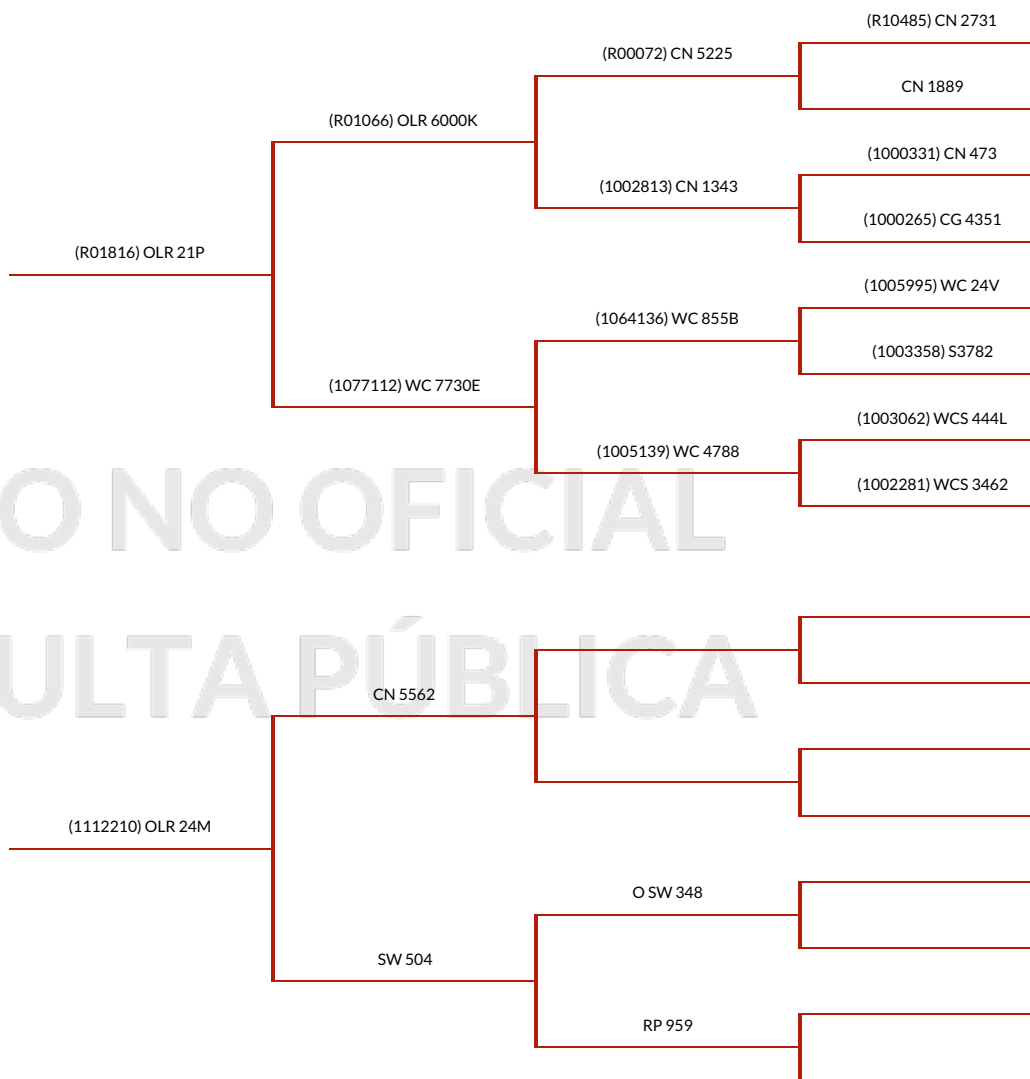 (R10485) CN 2731
(R00072) CN 5225
CN 1889
(R01066) OLR 6000K
(1000331) CN 473
(1002813) CN 1343
(1000265) CG 4351
(R01816) OLR 21P
(1005995) WC 24V
(1064136) WC 855B
(1003358) S3782
(1077112) WC 7730E
(1003062) WCS 444L
(1005139) WC 4788
(1002281) WCS 3462
O NO OFICIAL
ULTA PÚBLICA
CN 5562
(1112210) OLR 24M
O SW 348
SW 504
RP 959